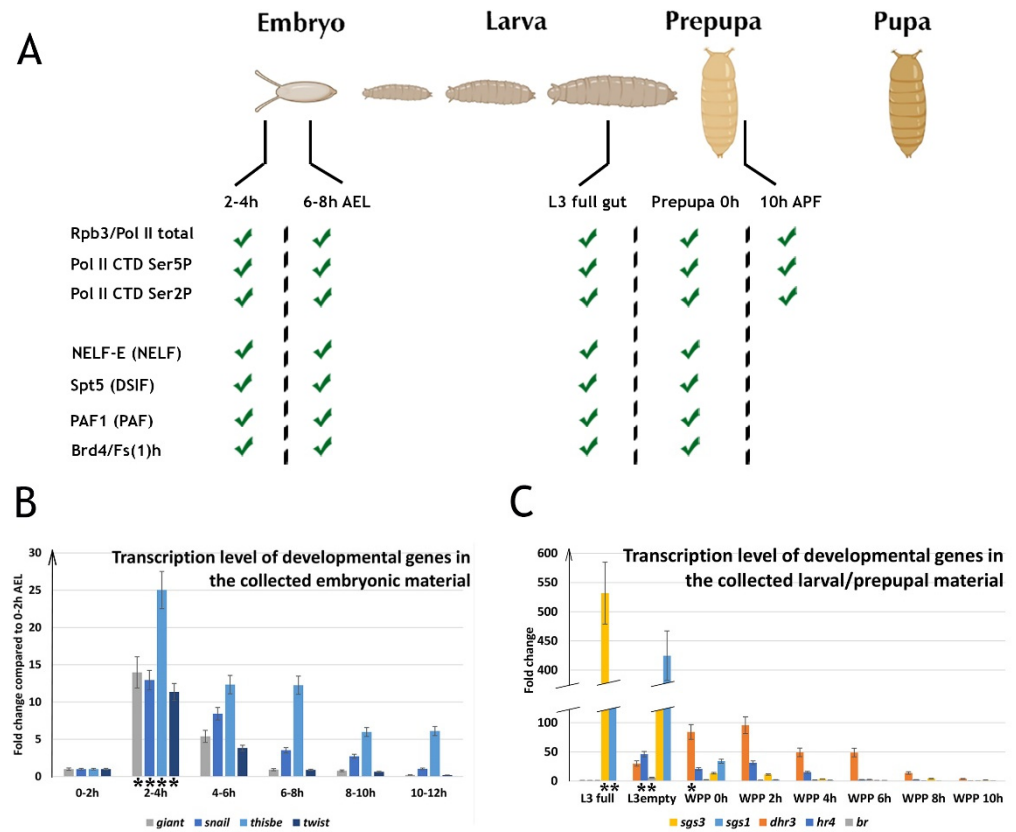 A
Embryo Larva Prepupa Pupa
2-4h 6-8h AEL L3 full gut Prepupa 0h 10h APF
Rpb3/Pol II total
Pol II CTD Ser5P
Pol II CTD Ser2P
NELF-E (NELF)
Spt5 (DSIF)
PAF1 (PAF)
Brd4/Fs(1)h
B
Transcription level of developmental genes in
the collected embryonic material
Fold change compared to 0-2h AEL
30
25
20
15
10
5
0
****
0-2h 2-4h 4-6h 6-8h 8-10h 10-12h
giant snail thisbe twist
C
Transcription level of developmental genes in
the collected larval/prepupal material
Fold change
600
550
500
450
400
100
50
0
** ** *
L3 full L3empty WPP 0h WPP 2h WPP 4h WPP 6h WPP 8h WPP 10h
sgs3 sgs1 dhr3 hr4 br